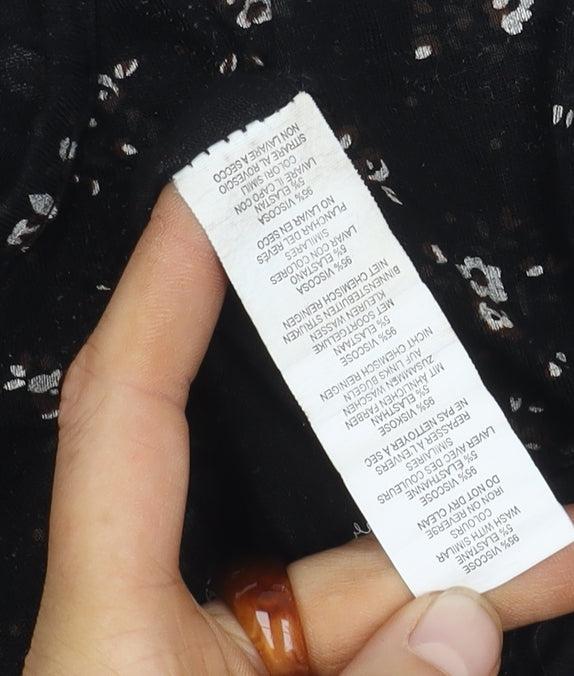 95% VISCOSE
5% ELASTANE
WASH WITH SIMILAR
COLOURS
IRON ON REVERSE
DO NOT DRY CLEAN
95% VISCOSE
5% ELASTHANNE
LAVER AVEC DES COULEURS
SIMILAIRES
REPASSER À L'ENVERS
NE PAS NETTOYER À SEC
95% VISKOSE
5% ELASTHAN
MIT ÄHNLICHEN FARBEN
ZUSAMMEN WASCHEN
AUF LINKS BÜGELN
NICHT CHEMISCH REINIGEN
95% VISCOSE
5% ELASTAAN
MET SOORTGELIJKE
KLEUREN WASSEN
BINNENSTEBUITEN STRIJKEN
NIET CHEMISCH REINIGEN
95% VISCOSA
5% ELASTANO
LAVAR CON COLORES
SIMILARES
PLANCHAR DEL REVÉS
NO LAVAR EN SECO
95% VISCOSA
5% ELASTAN
LAVARE CAPO CON
COLORI SIMILI
STIRARE AL ROVESCIO
NON LAVARE A SECCO